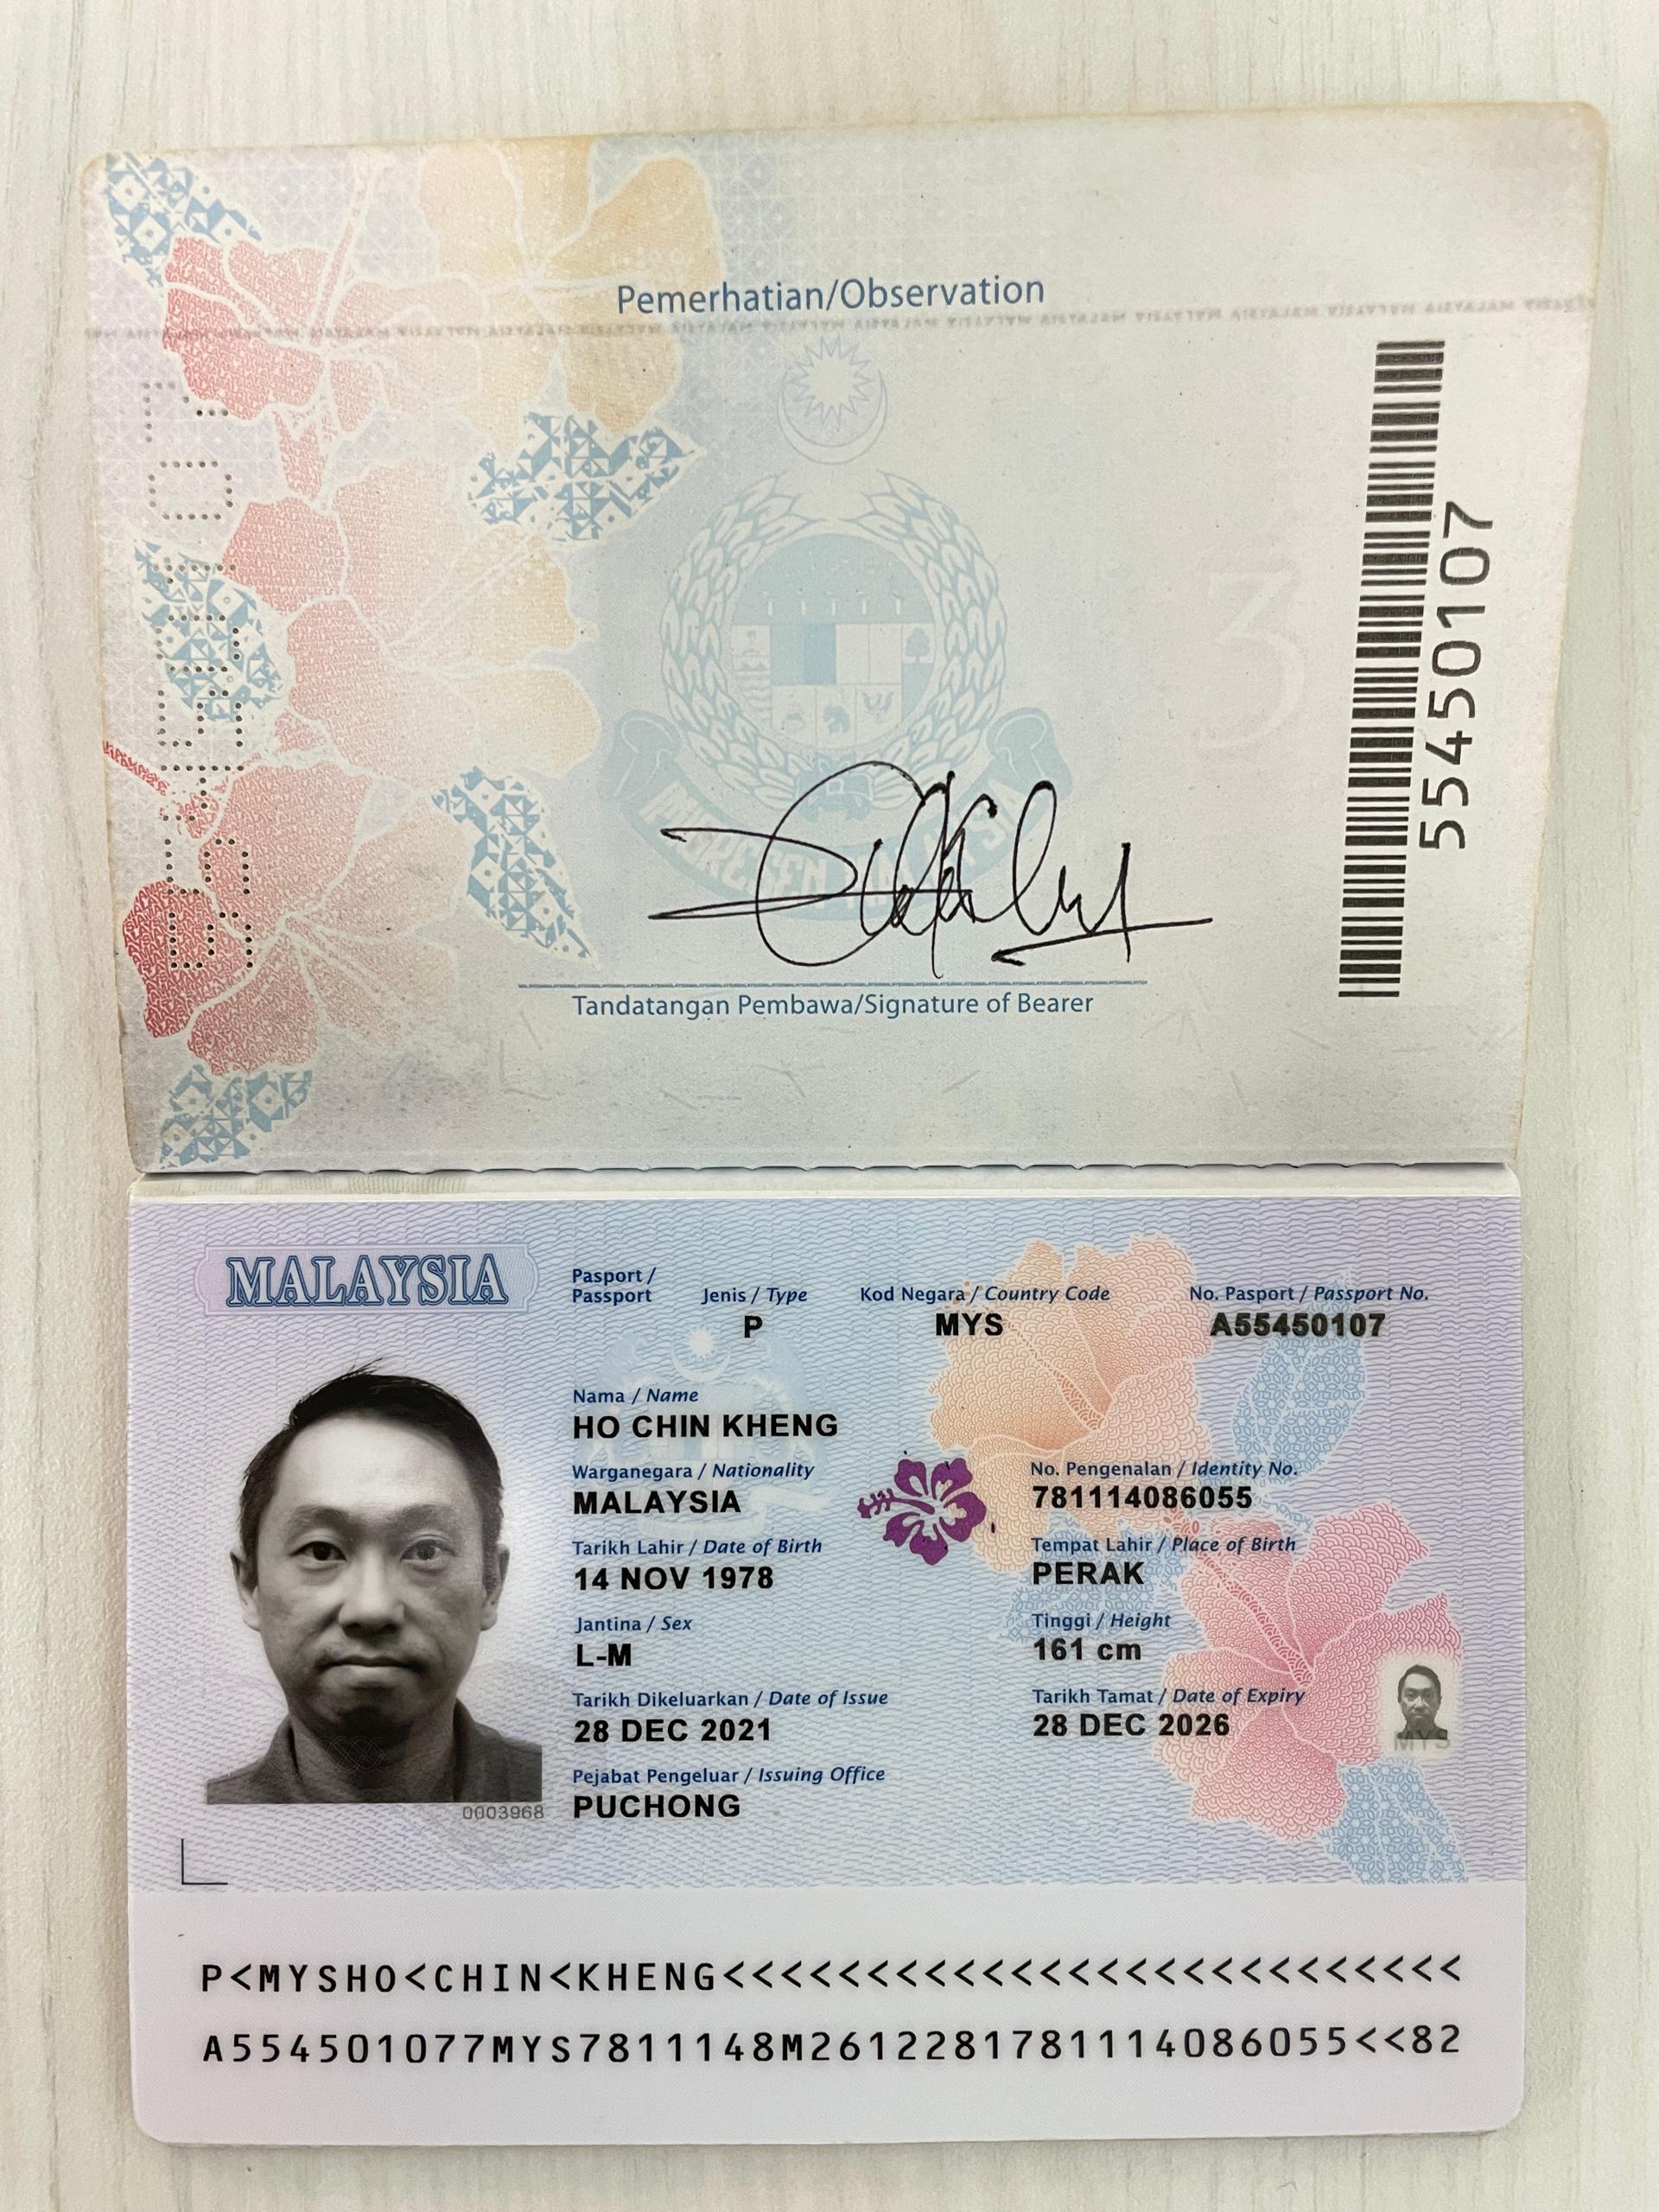 Pemerhatian/Observation
55450107
Tandatangan Pembawa/Signature of Bearer
MALAYSIA
Pasport / Passport
Jenis / Type
P
Kod Negara / Country Code
MYS
No. Pasport / Passport No.
A55450107
Nama / Name
HO CHIN KHENG
Warganegara / Nationality
MALAYSIA
No. Pengenalan / Identity No.
781114086055
Tarikh Lahir / Date of Birth
14 NOV 1978
Tempat Lahir / Place of Birth
PERAK
Jantina / Sex
L-M
Tinggi / Height
161 cm
Tarikh Dikeluarkan / Date of Issue
28 DEC 2021
Tarikh Tamat / Date of Expiry
28 DEC 2026
Pejabat Pengeluar / Issuing Office
PUCHONG
0003968
MYS
P<MYSHO<CHIN<KHENG<<<<<<<<<<<<<<<<<<<<<<<<<<
A554501077MYS7811148M2612281781114086055<<82